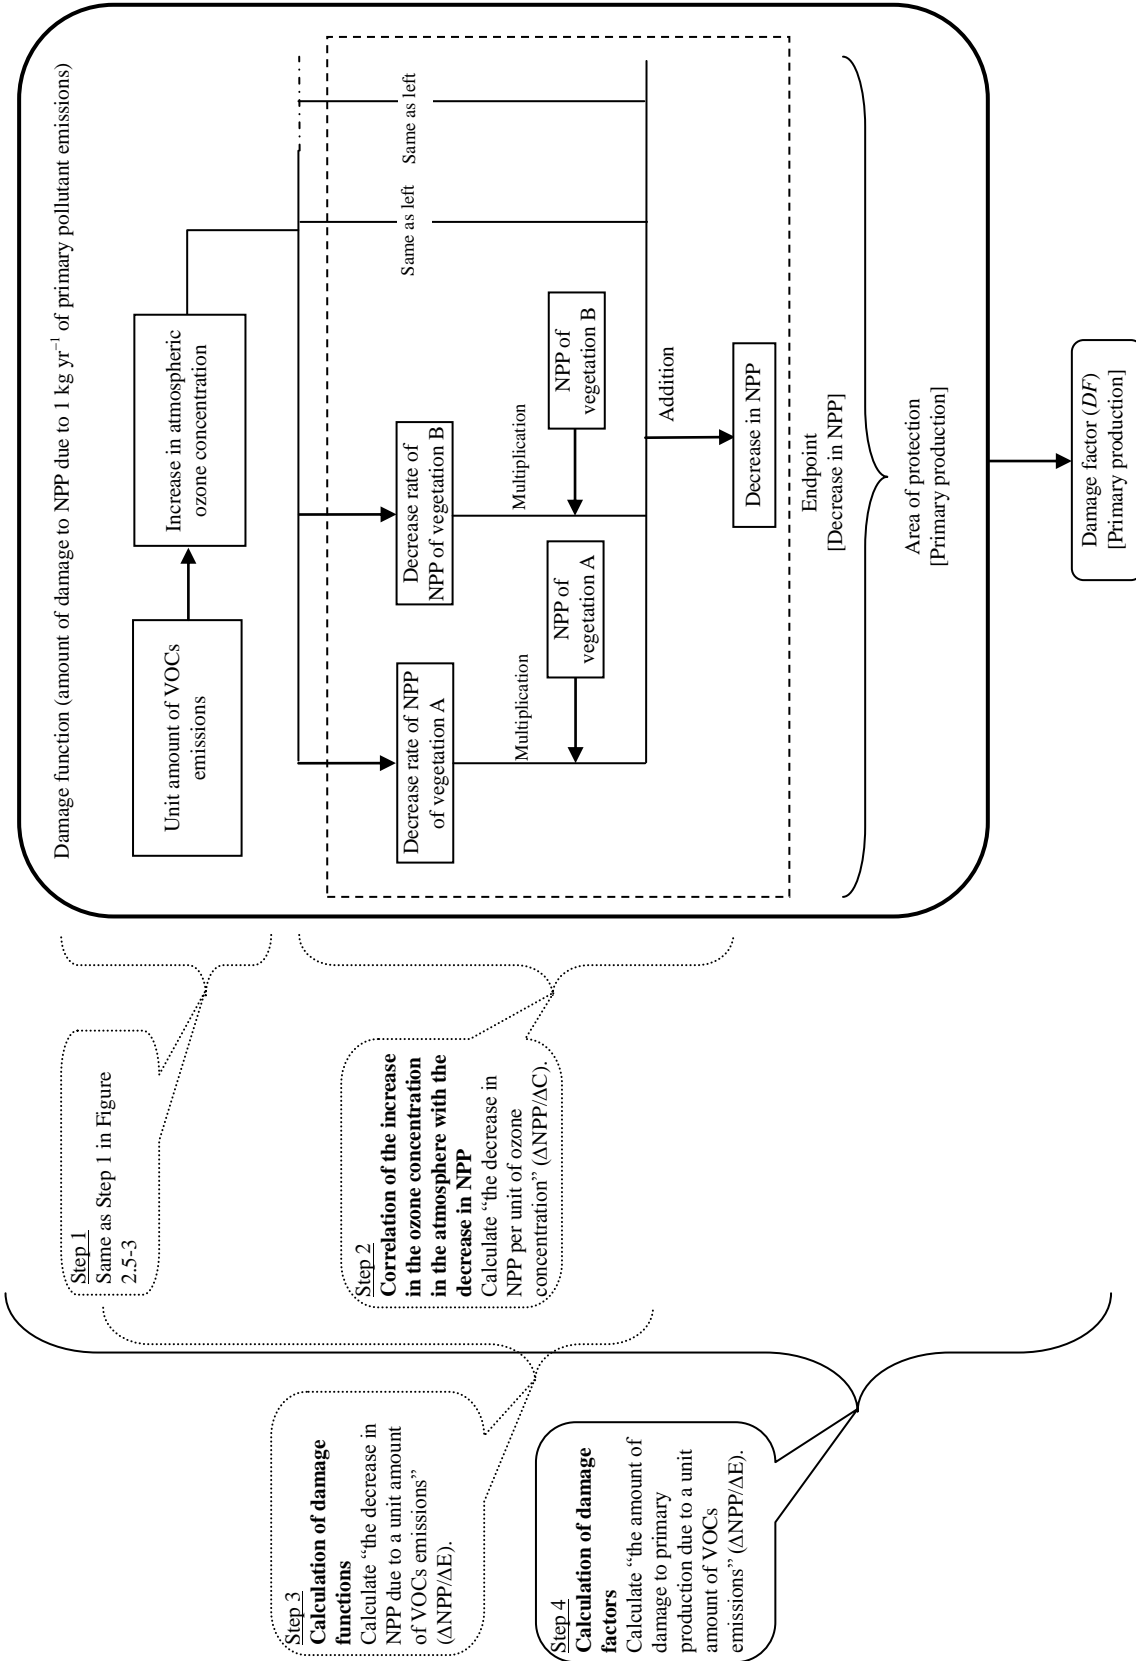 Damage function (amount of damage to NPP due to 1 kg yr⁻¹ of primary pollutant emissions)
Unit amount of VOCs
emissions
Increase in atmospheric
ozone concentration
Decrease rate of NPP
of vegetation A
Decrease rate of
NPP of vegetation B
Same as left
Same as left
Multiplication
Multiplication
NPP of
vegetation A
NPP of
vegetation B
Addition
Decrease in NPP
Endpoint
[Decrease in NPP]
Area of protection
[Primary production]
Damage factor (DF)
[Primary production]
Step 1
Same as Step 1 in Figure
2.5-3
Step 2
Correlation of the increase
in the ozone concentration
in the atmosphere with the
decrease in NPP
Calculate “the decrease in
NPP per unit of ozone
concentration” (ΔNPP/ΔC).
Step 3
Calculation of damage
functions
Calculate “the decrease in
NPP due to a unit amount
of VOCs emissions”
(ΔNPP/ΔE).
Step 4
Calculation of damage
factors
Calculate “the amount of
damage to primary
production due to a unit
amount of VOCs
emissions” (ΔNPP/ΔE).